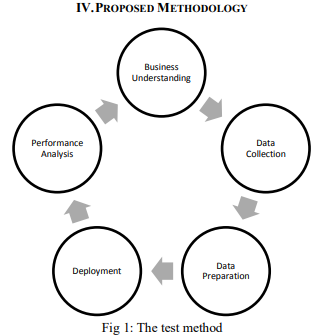 IV. PROPOSED METHODOLOGY
Business
Understanding
Data
Collection
Data
Preparation
Deployment
Performance
Analysis
Fig 1: The test method